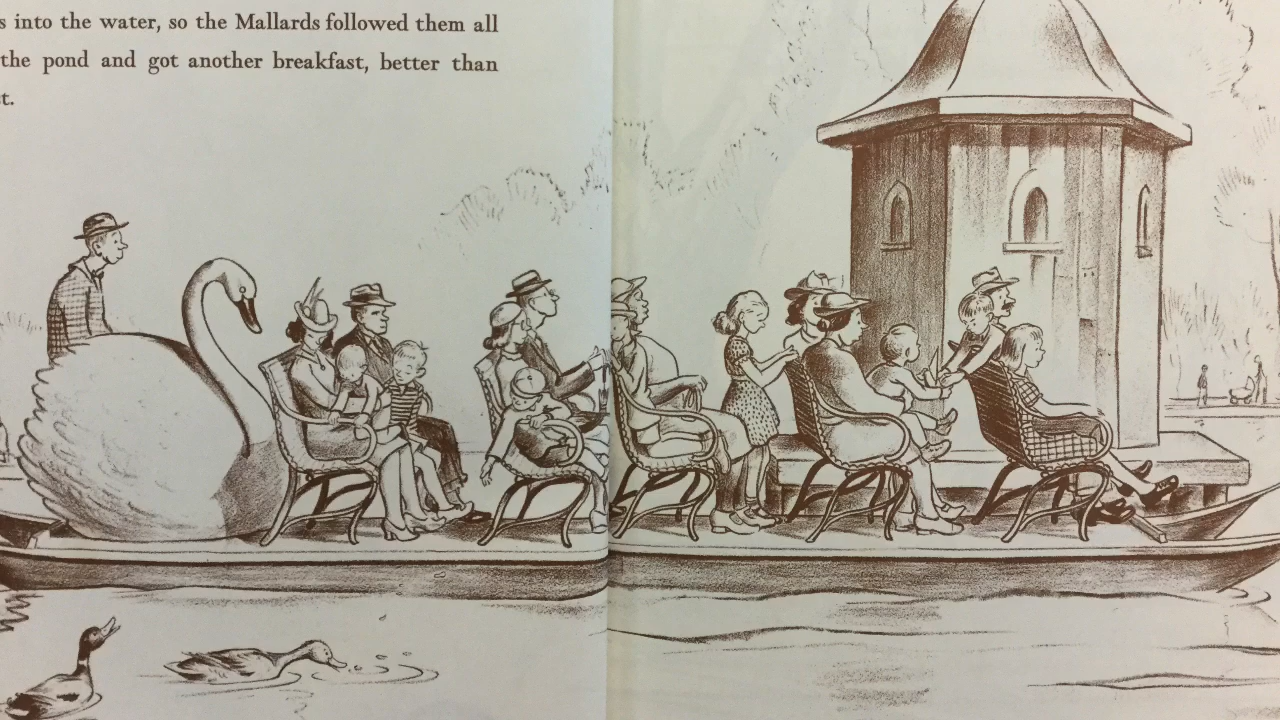 s into the water, so the Mallards followed them all
the pond and got another breakfast, better than
t.